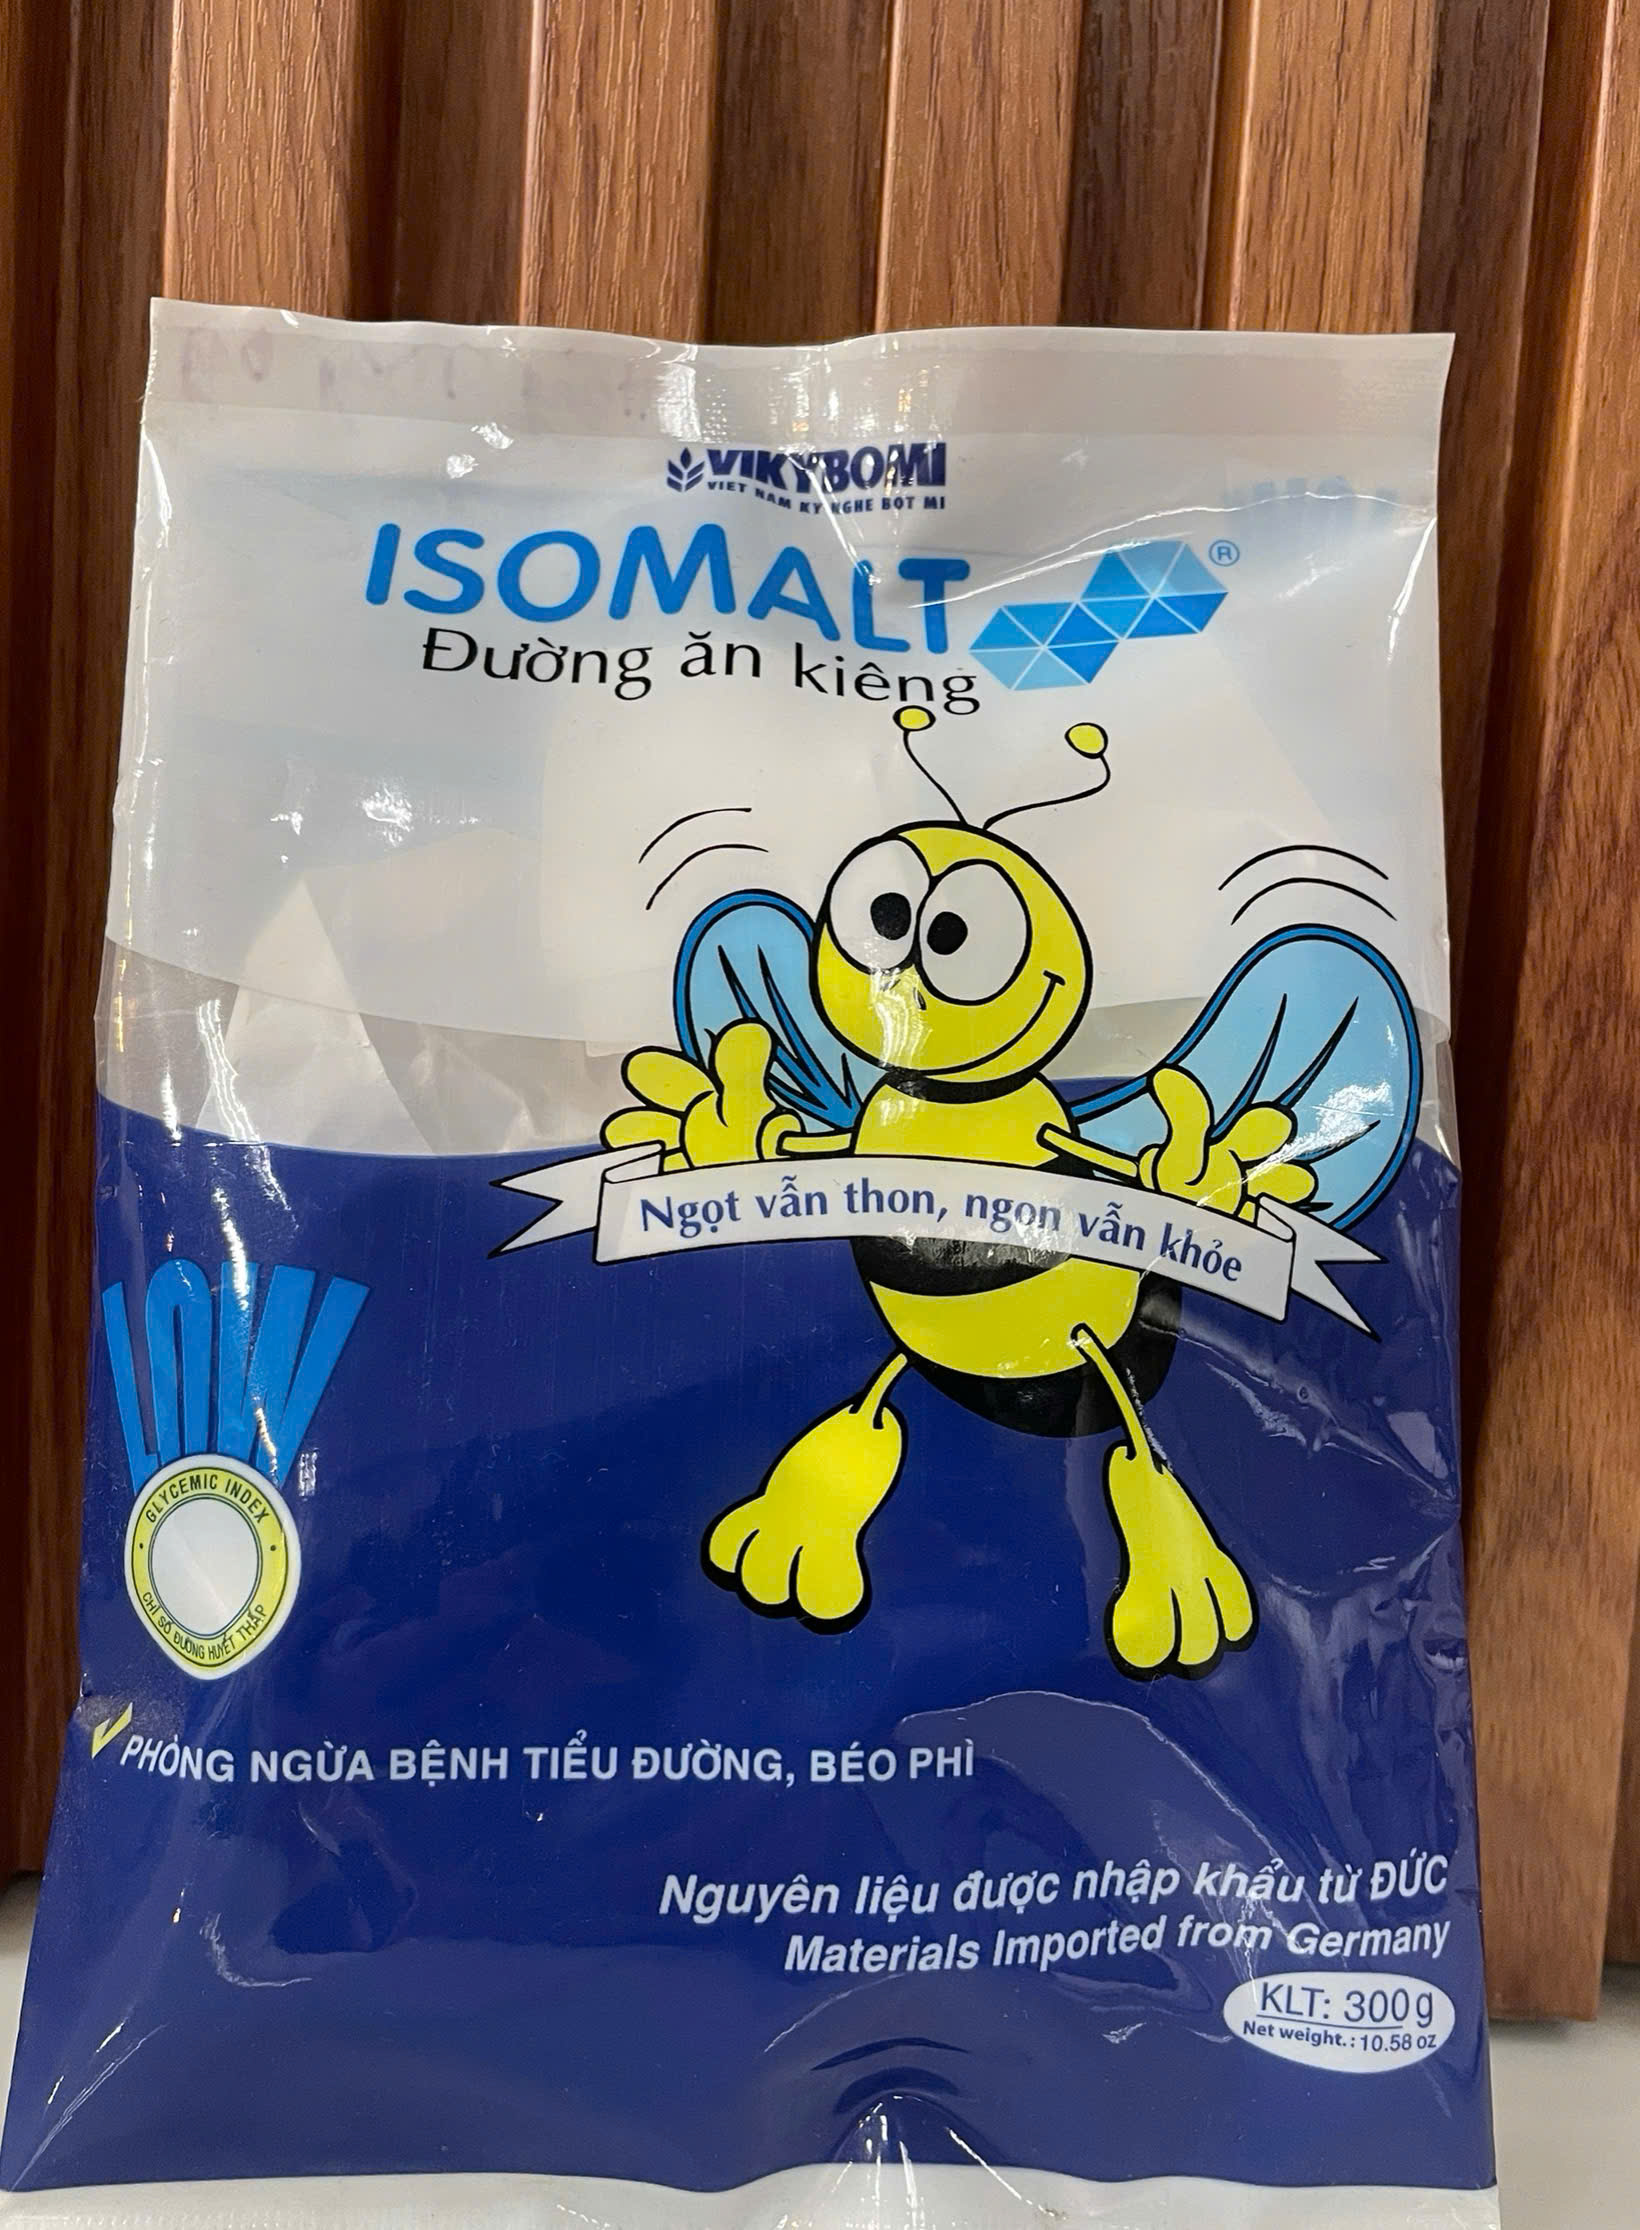 VIKYBOMI
VIET NAM KY NGHE BOT MI
ISOMALT ®
Đường ăn kiêng
Ngọt vẫn thon, ngon vẫn khỏe
LOW
GLYCEMIC INDEX
CHỈ SỐ ĐƯỜNG HUYẾT THẤP
PHÒNG NGỪA BỆNH TIỂU ĐƯỜNG, BÉO PHÌ
Nguyên liệu được nhập khẩu từ ĐỨC
Materials Imported from Germany
KLT: 300g
Net weight.: 10.58 oz